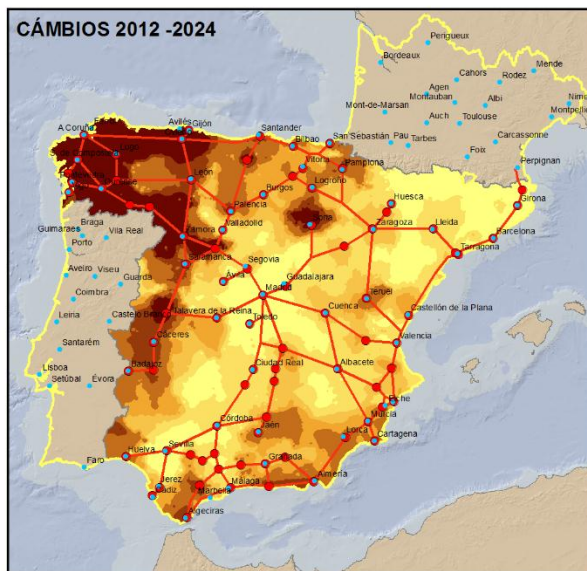 CÁMBIOS 2012 -2024
Perigueux
Bordeaux
Cahors
Rodez
Mende
Agen
Montauban
Albi
Nim
Mont-de-Marsan
Auch
Toulouse
Montpellie
Pau
Tarbes
Carcassonne
Foix
Perpignan
Avilés
Gijón
A Coruña
Santander
Bilbao
San Sebastián
Lugo
Vitoria
Pamplona
León
Logroño
Burgos
Huesca
Girona
Palencia
Valladolid
Soria
Zaragoza
Lleida
Barcelona
Zamora
Tarragona
Braga
Guimaraes
Vila Real
Porto
Salamanca
Segovia
Ávila
Guadalajara
Madrid
Teruel
Aveiro
Viseu
Guarda
Coimbra
Castelo Branco
Talavera de la Reina
Toledo
Cuenca
Castellón de la Plana
Leiria
Valencia
Cáceres
Santarém
Badajoz
Ciudad Real
Albacete
Lisboa
Setúbal
Évora
Elche
Murcia
Córdoba
Jaén
Lorca
Cartagena
Faro
Huelva
Sevilla
Granada
Almería
Jerez
Cádiz
Marbella
Málaga
Algeciras